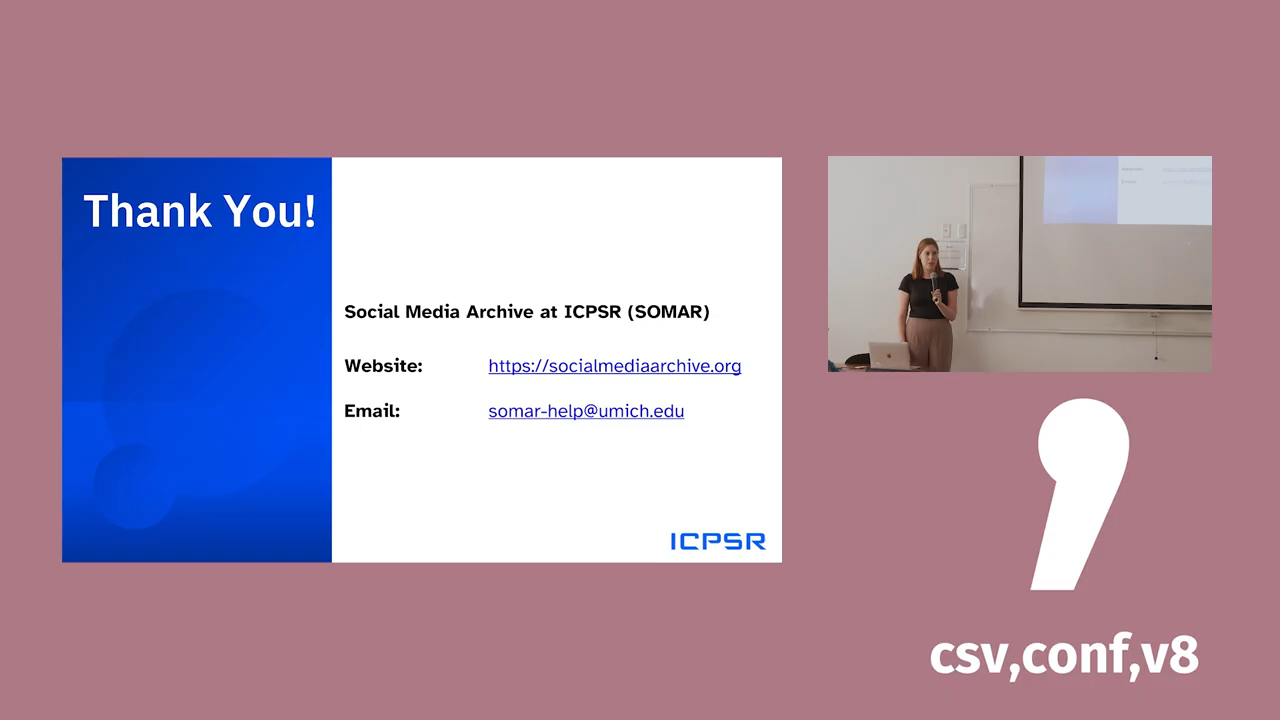 Thank You!
Social Media Archive at ICPSR (SOMAR)
Website: https://socialmediaarchive.org
Email: somar-help@umich.edu
ICPSR
csv,conf,v8